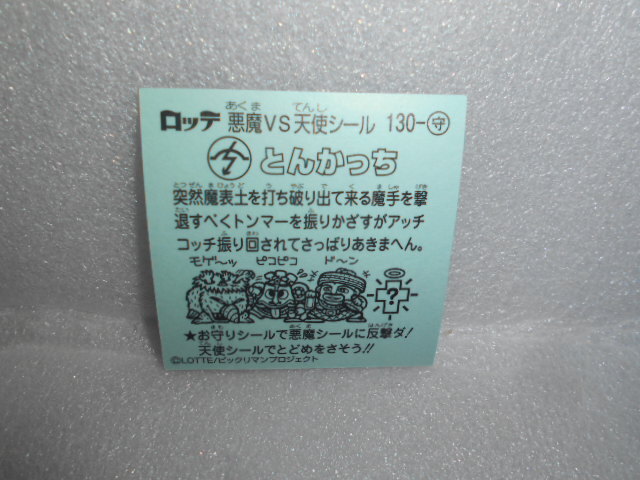 ロッテ 悪魔VS天使シール 130-守
とんかっち
突然魔表土を打ち破り出て来る魔手を撃
退すべくトンマーを振りかざすがアッチ
コッチ振り回されてさっぱりあきまへん。
モゲ〜ッ ピコピコ ド〜ン
?
★お守りシールで悪魔シールに反撃ダ!
天使シールでとどめをさそう!!
©LOTTE/ビックリマンプロジェクト